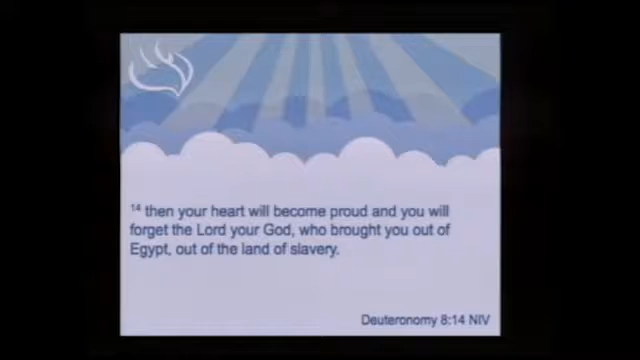 14 then your heart will become proud and you will
forget the Lord your God, who brought you out of
Egypt, out of the land of slavery.
Deuteronomy 8:14 NIV